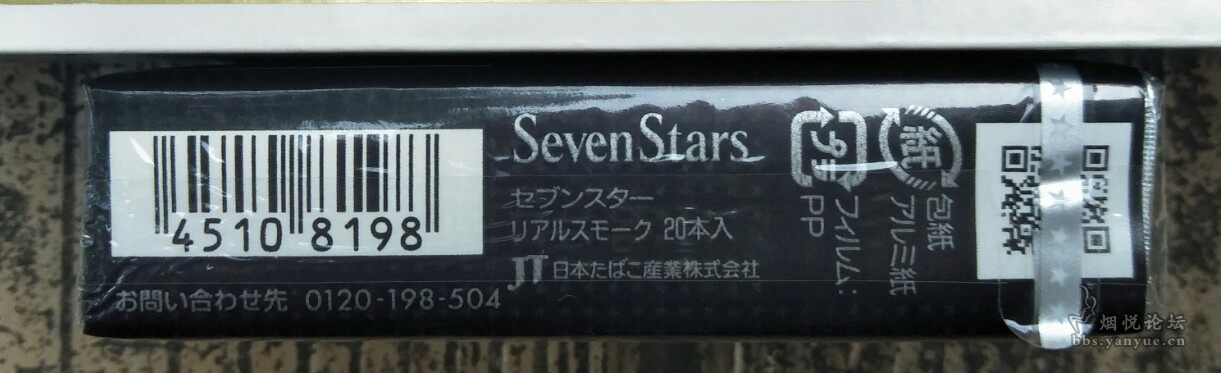 4510 8198
お問い合わせ先 0120-198-504
SevenStars
セブンスター
リアルスモーク 20本入
JT 日本たばこ産業株式会社
プラ
フィルム:
PP
紙
包紙
アルミ紙
烟悦论坛
bbs.yanyue.cn